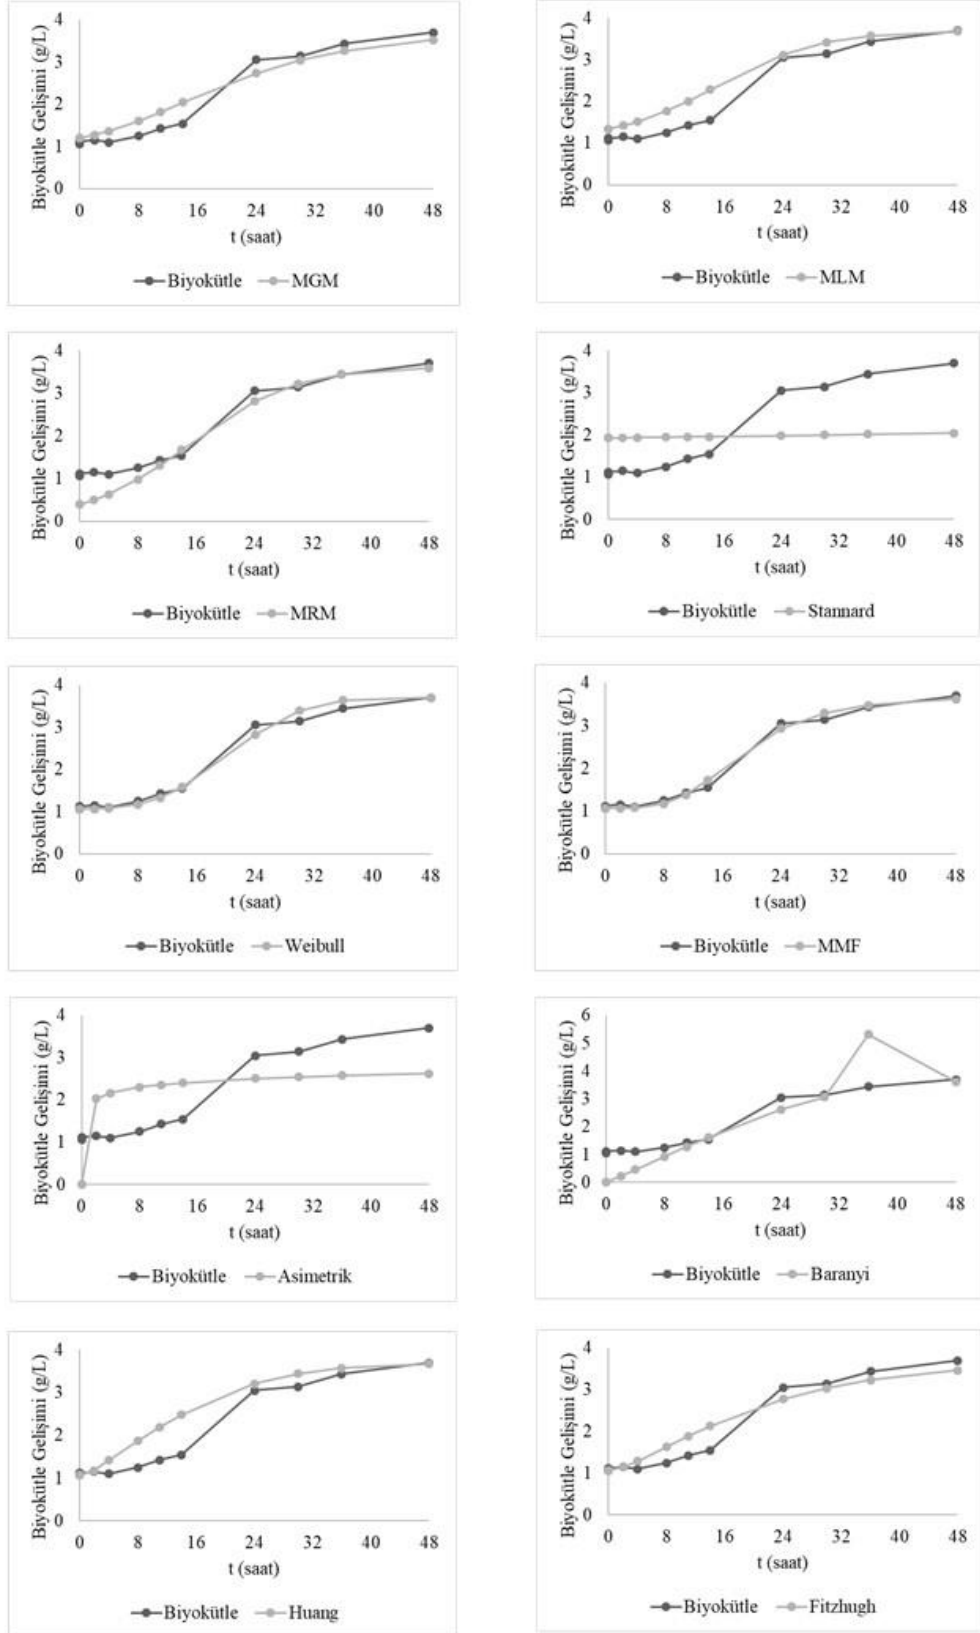 Biyokütle Gelişimi (g/L)
4
3
2
1
0
0 8 16 24 32 40 48
t (saat)
Biyokütle MGM
Biyokütle Gelişimi (g/L)
4
3
2
1
0
0 8 16 24 32 40 48
t (saat)
Biyokütle MLM
Biyokütle Gelişimi (g/L)
4
3
2
1
0
0 8 16 24 32 40 48
t (saat)
Biyokütle MRM
Biyokütle Gelişimi (g/L)
4
3
2
1
0
0 8 16 24 32 40 48
t (saat)
Biyokütle Stannard
Biyokütle Gelişimi (g/L)
4
3
2
1
0
0 8 16 24 32 40 48
t (saat)
Biyokütle Weibull
Biyokütle Gelişimi (g/L)
4
3
2
1
0
0 8 16 24 32 40 48
t (saat)
Biyokütle MMF
Biyokütle Gelişimi (g/L)
4
3
2
1
0
0 8 16 24 32 40 48
t (saat)
Biyokütle Asimetrik
Biyokütle Gelişimi (g/L)
6
5
4
3
2
1
0
0 8 16 24 32 40 48
t (saat)
Biyokütle Baranyi
Biyokütle Gelişimi (g/L)
4
3
2
1
0
0 8 16 24 32 40 48
t (saat)
Biyokütle Huang
Biyokütle Gelişimi (g/L)
4
3
2
1
0
0 8 16 24 32 40 48
t (saat)
Biyokütle Fitzhugh